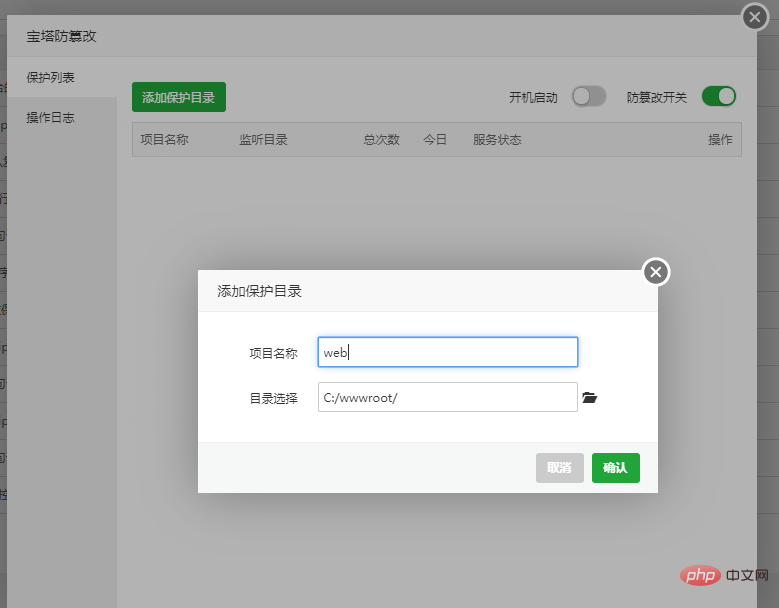 宝塔防篡改
保护列表
操作日志
添加保护目录
开机启动
防篡改开关
项目名称 监听目录 总次数 今日 服务状态 操作
添加保护目录
项目名称 web
目录选择 C:/wwwroot/
取消 确认
php 中文网